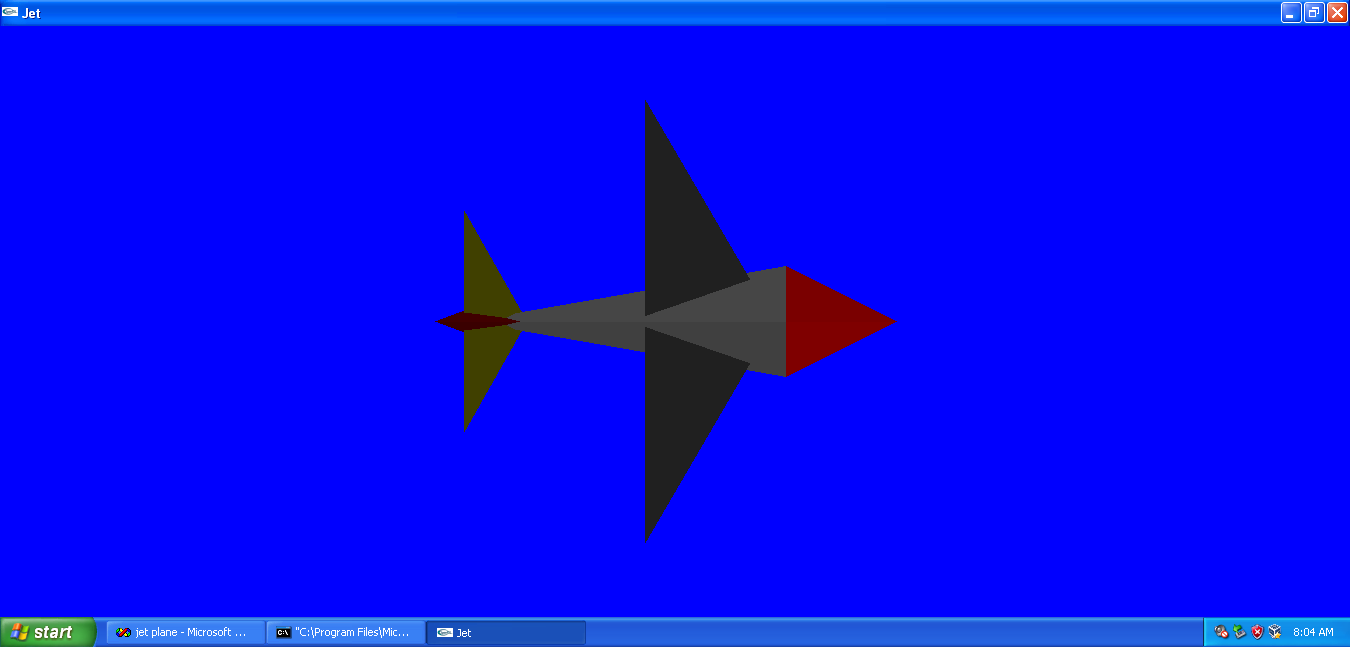 Jet
start
jet plane - Microsoft ...
"C:\Program Files\Mic...
Jet
8:04 AM